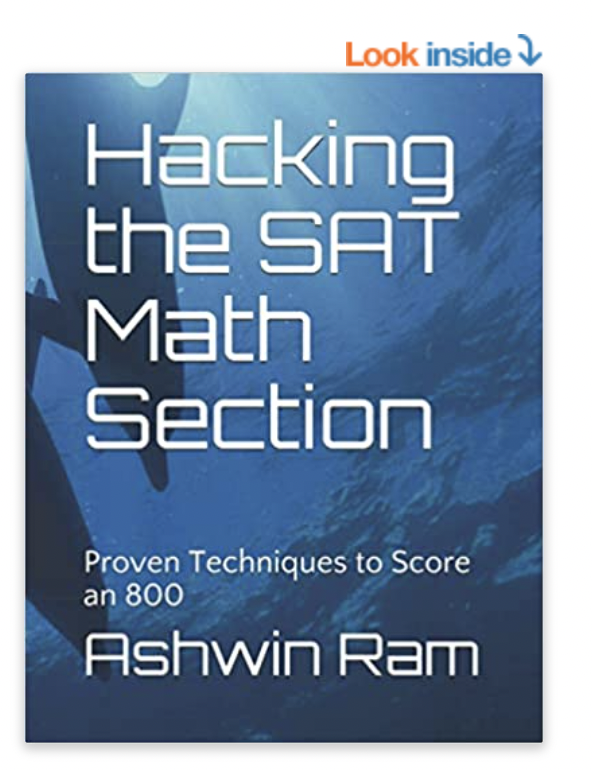 Look inside
Hacking
the SAT
Math
Section
Proven Techniques to Score
an 800
Ashwin Ram